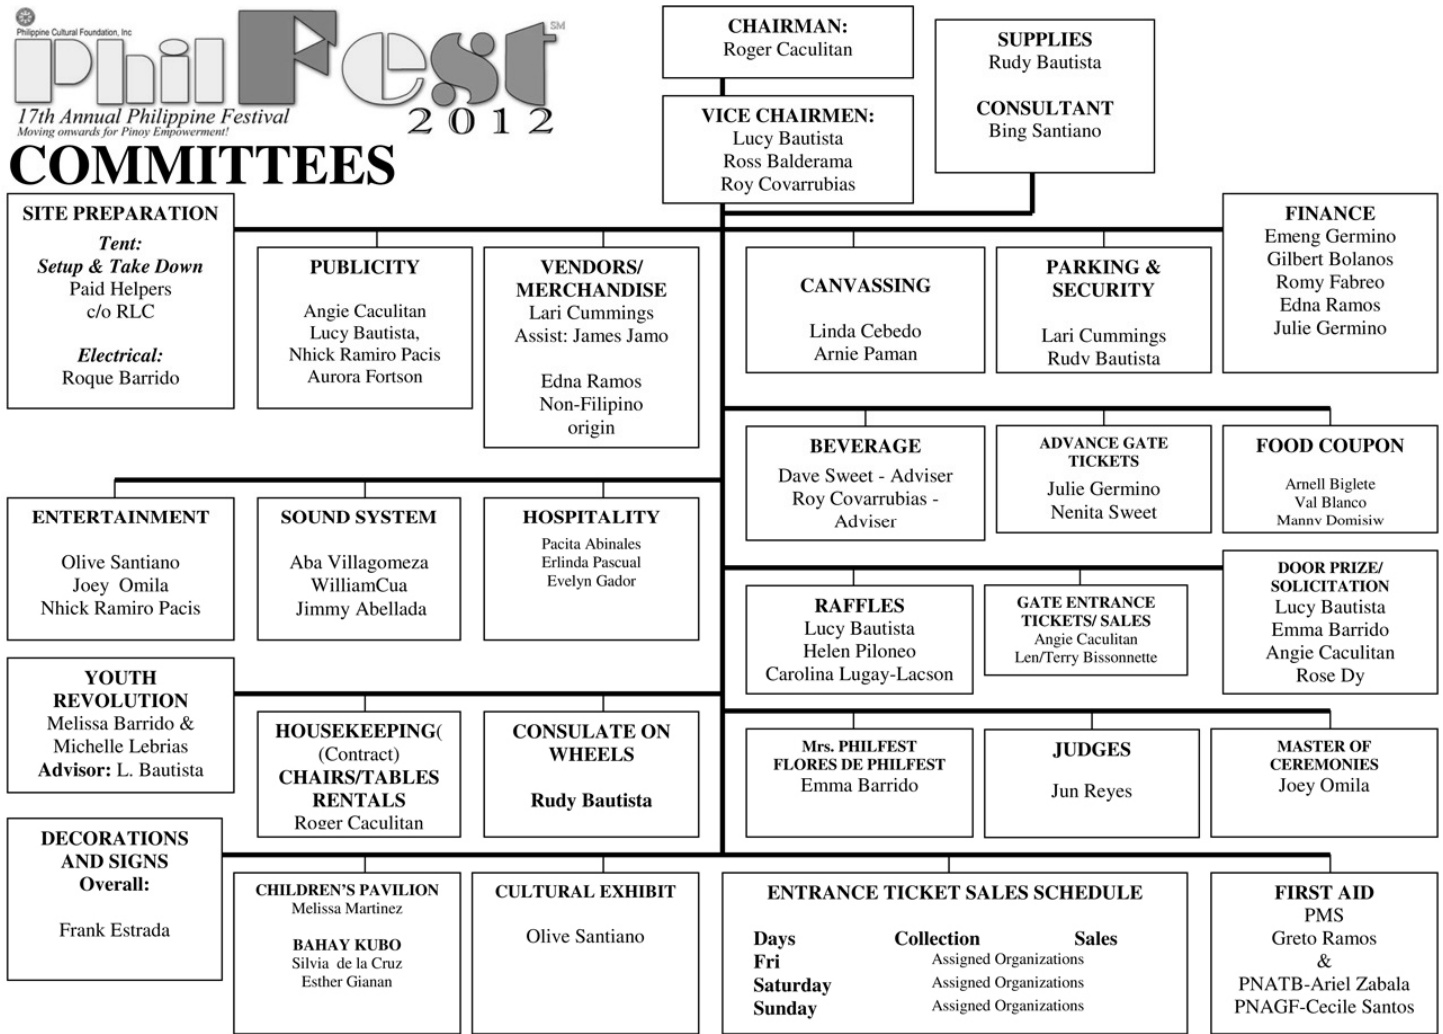 Philippine Cultural Foundation, Inc
PhilFest SM
17th Annual Philippine Festival
Moving onwards for Pinoy Empowerment!
2012
COMMITTEES
CHAIRMAN:
Roger Caculitan
VICE CHAIRMEN:
Lucy Bautista
Ross Balderama
Roy Covarrubias
SUPPLIES
Rudy Bautista
CONSULTANT
Bing Santiano
SITE PREPARATION
Tent:
Setup & Take Down
Paid Helpers
c/o RLC
Electrical:
Roque Barrido
PUBLICITY
Angie Caculitan
Lucy Bautista,
Nhick Ramiro Pacis
Aurora Fortson
VENDORS/
MERCHANDISE
Lari Cummings
Assist: James Jamo
Edna Ramos
Non-Filipino
origin
CANVASSING
Linda Cebedo
Arnie Paman
PARKING &
SECURITY
Lari Cummings
Rudy Bautista
FINANCE
Emeng Germino
Gilbert Bolanos
Romy Fabreo
Edna Ramos
Julie Germino
BEVERAGE
Dave Sweet - Adviser
Roy Covarrubias -
Adviser
ADVANCE GATE
TICKETS
Julie Germino
Nenita Sweet
FOOD COUPON
Arnell Biglete
Val Blanco
Manny Domisiw
ENTERTAINMENT
Olive Santiano
Joey Omila
Nhick Ramiro Pacis
SOUND SYSTEM
Aba Villagomeza
WilliamCua
Jimmy Abellada
HOSPITALITY
Pacita Abinales
Erlinda Pascual
Evelyn Gador
RAFFLES
Lucy Bautista
Helen Piloneo
Carolina Lugay-Lacson
GATE ENTRANCE
TICKETS/ SALES
Angie Caculitan
Len/Terry Bissonnette
DOOR PRIZE/
SOLICITATION
Lucy Bautista
Emma Barrido
Angie Caculitan
Rose Dy
YOUTH
REVOLUTION
Melissa Barrido &
Michelle Lebrias
Advisor: L. Bautista
HOUSEKEEPING(
(Contract)
CHAIRS/TABLES
RENTALS
Roger Caculitan
CONSULATE ON
WHEELS
Rudy Bautista
Mrs. PHILFEST
FLORES DE PHILFEST
Emma Barrido
JUDGES
Jun Reyes
MASTER OF
CEREMONIES
Joey Omila
DECORATIONS
AND SIGNS
Overall:
Frank Estrada
CHILDREN'S PAVILION
Melissa Martinez
BAHAY KUBO
Silvia de la Cruz
Esther Gianan
CULTURAL EXHIBIT
Olive Santiano
ENTRANCE TICKET SALES SCHEDULE
Days Collection Sales
Fri Assigned Organizations
Saturday Assigned Organizations
Sunday Assigned Organizations
FIRST AID
PMS
Greto Ramos
&
PNATB-Ariel Zabala
PNAGF-Cecile Santos